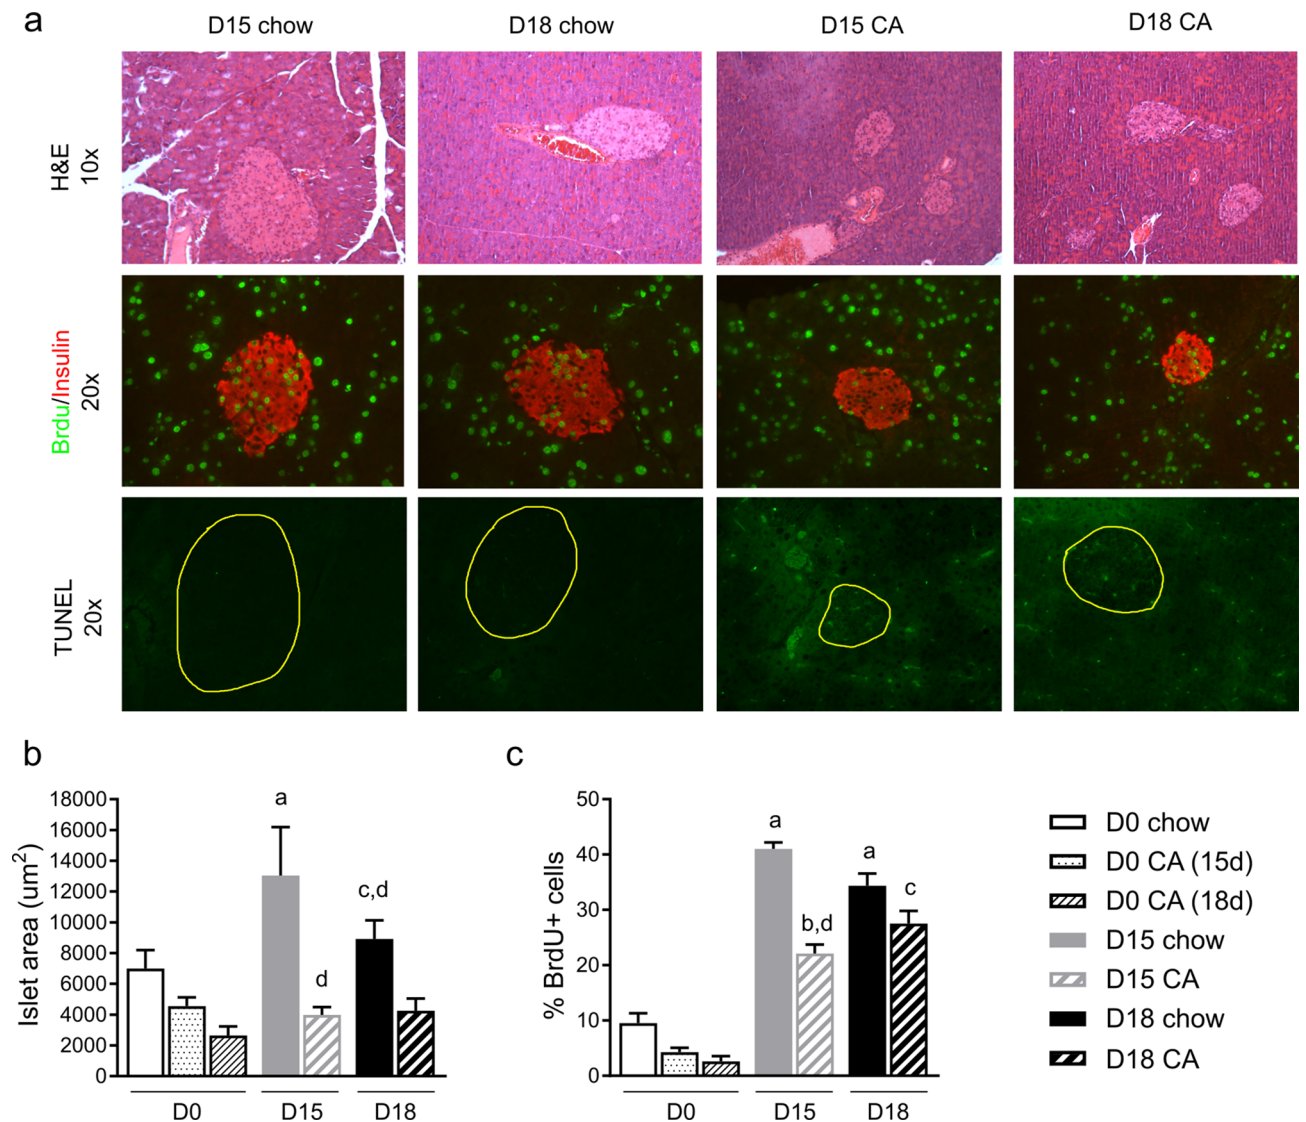 a
D15 chow
D18 chow
D15 CA
D18 CA
H&E
10x
Brdu/Insulin
20x
TUNEL
20x
b
Islet area (um²)
18000
16000
14000
12000
10000
8000
6000
4000
2000
0
a
d
c,d
D0
D15
D18
c
% BrdU+ cells
50
40
30
20
10
0
a
b,d
a
c
D0
D15
D18
D0 chow
D0 CA (15d)
D0 CA (18d)
D15 chow
D15 CA
D18 chow
D18 CA